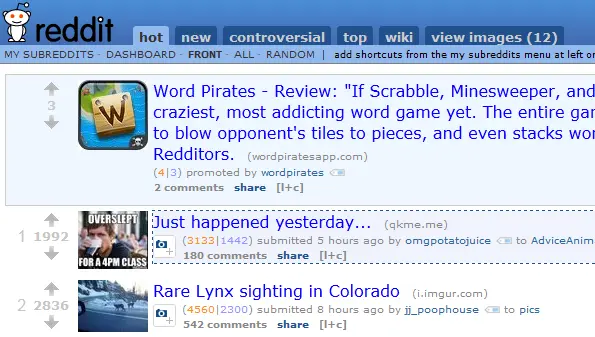 reddit hot new controversial top wiki view images (12)
MY SUBREDDITS - DASHBOARD - FRONT - ALL - RANDOM | add shortcuts from the my subreddits menu at left or
Word Pirates - Review: "If Scrabble, Minesweeper, and
3
craziest, most addicting word game yet. The entire gam
to blow opponent's tiles to pieces, and even stacks wor
Redditors. (wordpiratesapp.com)
(4|3) promoted by wordpirates
2 comments share [l+c]
W
OVERSLEPT
FOR A 4PM CLASS
1 1992
Just happened yesterday... (qkme.me)
(3133|1442) submitted 5 hours ago by omgpotatojuice to AdviceAnim
180 comments share [l+c]
2 2836
Rare Lynx sighting in Colorado (i.imgur.com)
(4560|2300) submitted 8 hours ago by jj_poophouse to pics
542 comments share [l+c]